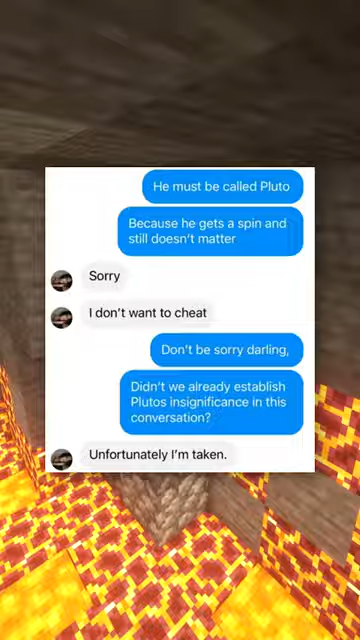 He must be called Pluto
Because he gets a spin and
still doesn't matter
Sorry
I don't want to cheat
Don't be sorry darling,
Didn't we already establish
Plutos insignificance in this
conversation?
Unfortunately I'm taken.